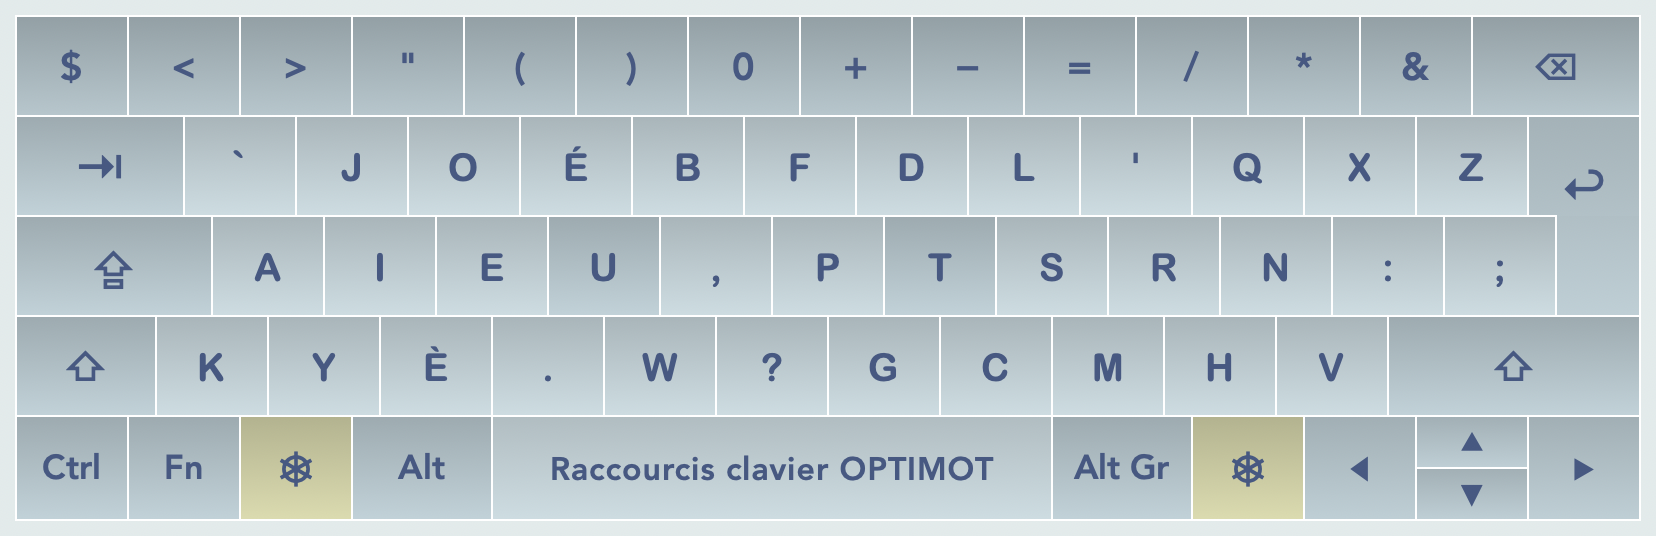 $ < > " ( ) 0 + − = / * &
` J O É B F D L ' Q X Z
A I E U , P T S R N : ;
K Y È . W ? G C M H V
Ctrl Fn Alt Raccourcis clavier OPTIMOT Alt Gr